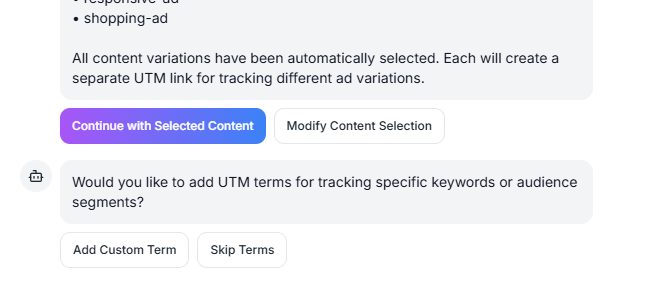 • responsive-ad
• shopping-ad
All content variations have been automatically selected. Each will create a
separate UTM link for tracking different ad variations.
Continue with Selected Content
Modify Content Selection
Would you like to add UTM terms for tracking specific keywords or audience
segments?
Add Custom Term
Skip Terms